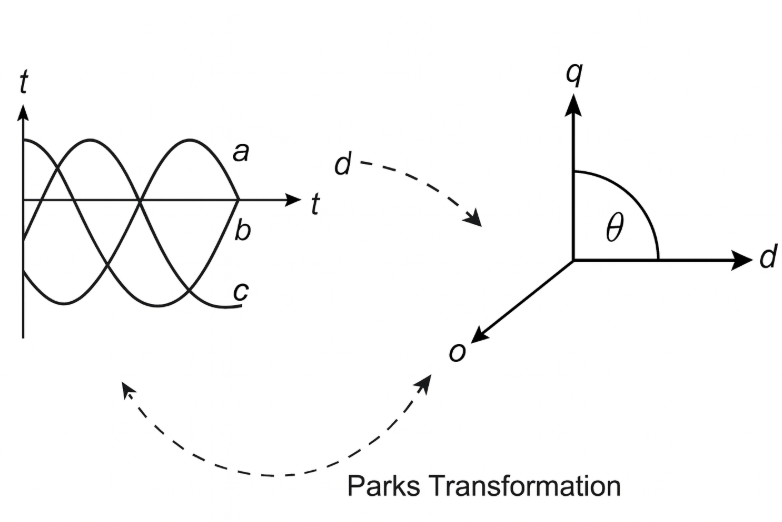 t
a
b
c
t
d
q
θ
d
o
Parks Transformation